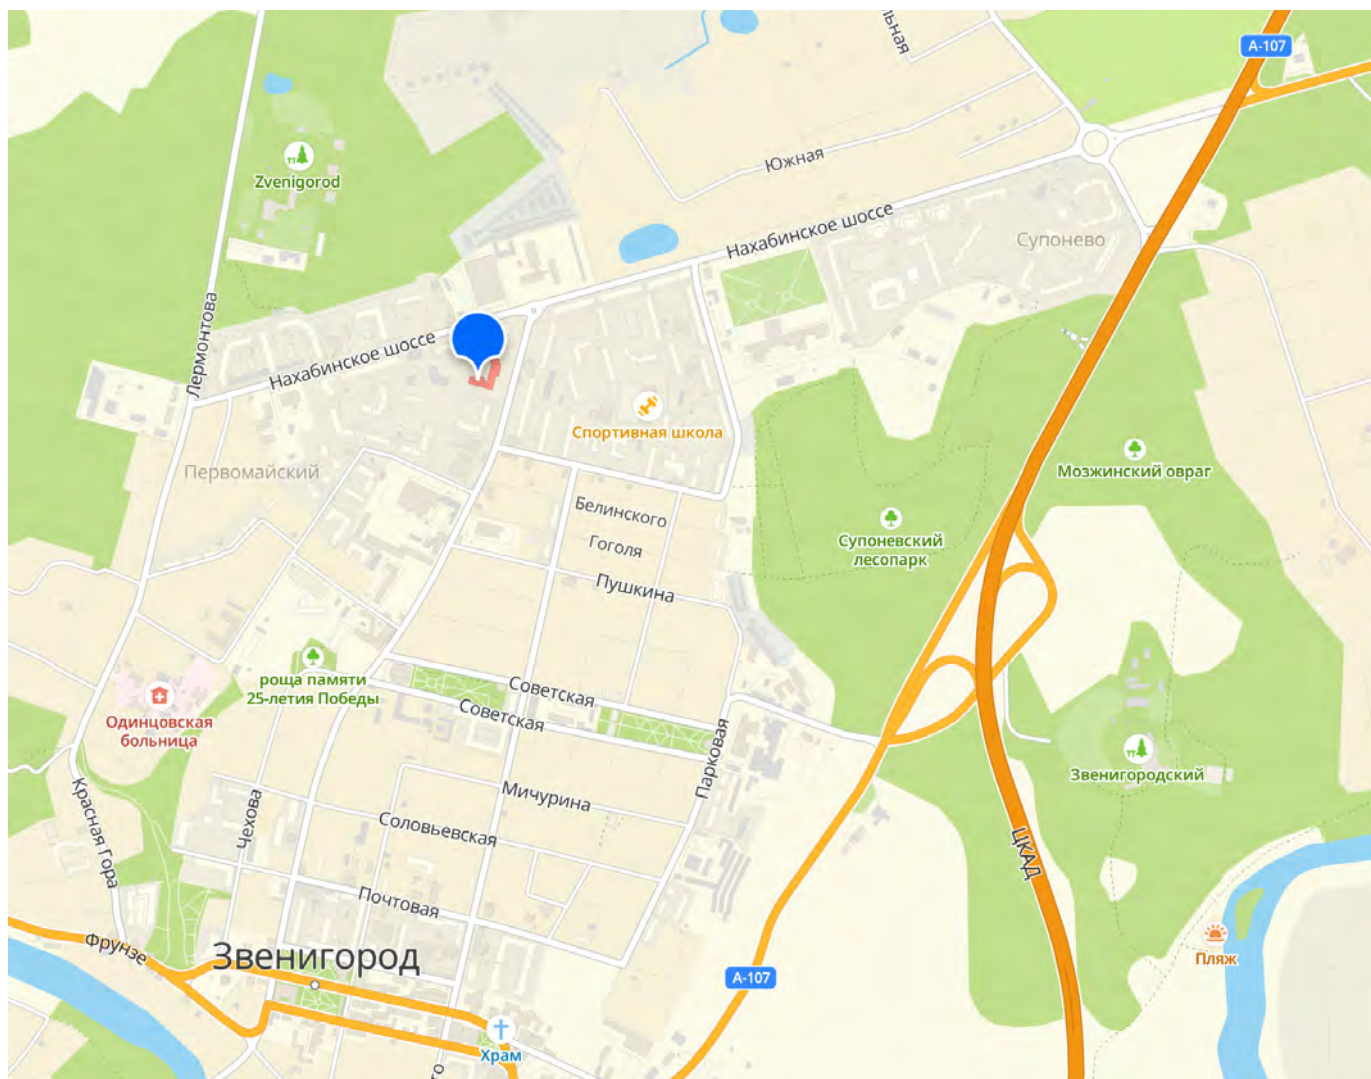 льная
А-107
Южная
Zvenigorod
Нахабинское шоссе
Супонево
Лермонтова
Нахабинское шоссе
Спортивная школа
Первомайский
Мозжинский овраг
Белинского
Гоголя
Супоневский
лесопарк
Пушкина
роща памяти
25-летия Победы
Советская
Советская
Одинцовская
больница
Парковая
Звенигородский
Красная Гора
Чехова
Мичурина
Соловьевская
ЦКАД
Почтовая
Фрунзе
Звенигород
Пляж
А-107
Храм
го